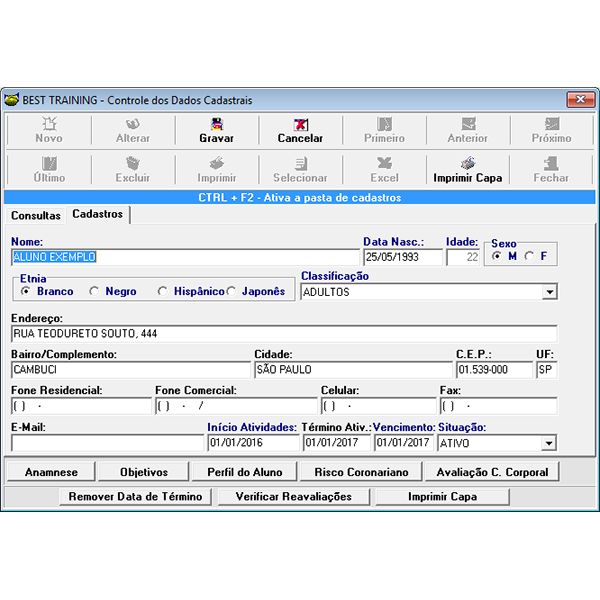 BEST TRAINING - Controle dos Dados Cadastrais
Novo Alterar Gravar Cancelar Primeiro Anterior Próximo
Último Excluir Imprimir Selecionar Excel Imprimir Capa Fechar
CTRL + F2 - Ativa a pasta de cadastros
Consultas Cadastros
Nome: Data Nasc.: Idade: Sexo
ALUNO EXEMPLO 25/05/1993 22 M F
Etnia Classificação
Branco Negro Hispânico Japonês ADULTOS
Endereço:
RUA TEODURETO SOUTO, 444
Bairro/Complemento: Cidade: C.E.P.: UF:
CAMBUCI SÃO PAULO 01.539-000 SP
Fone Residencial: Fone Comercial: Celular: Fax:
( ) - ( ) - / ( ) - ( ) -
E-Mail: Início Atividades: Término Ativ.: Vencimento: Situação:
01/01/2016 01/01/2017 01/01/2017 ATIVO
Anamnese Objetivos Perfil do Aluno Risco Coronariano Avaliação C. Corporal
Remover Data de Término Verificar Reavaliações Imprimir Capa